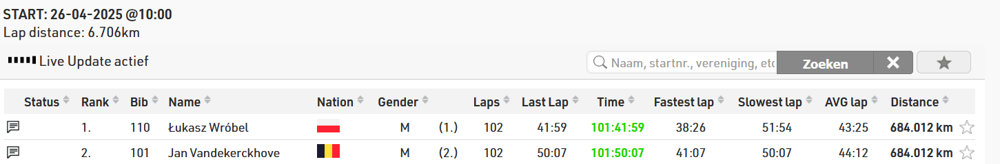 START: 26-04-2025 @10:00
Lap distance: 6.706km
Live Update actief
Naam, startnr., vereniging, etc Zoeken
Status Rank Bib Name Nation Gender Laps Last Lap Time Fastest lap Slowest lap AVG lap Distance
1. 110 Łukasz Wróbel M (1.) 102 41:59 101:41:59 38:26 51:54 43:25 684.012 km
2. 101 Jan Vandekerckhove M (2.) 102 50:07 101:50:07 41:07 50:07 44:12 684.012 km